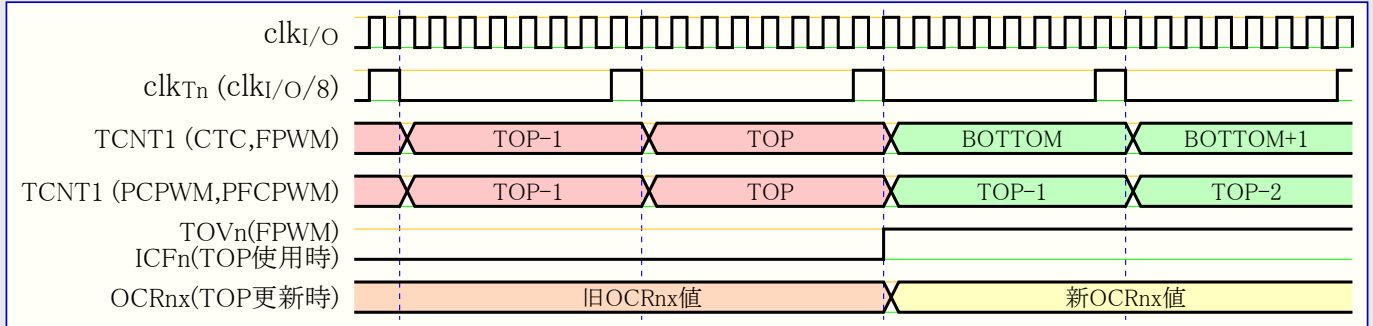 clkI/O
clkTn (clkI/O/8)
TCNT1 (CTC,FPWM) TOP-1 TOP BOTTOM BOTTOM+1
TCNT1 (PCPWM,PFCPWM) TOP-1 TOP TOP-1 TOP-2
TOVn(FPWM)
ICFn(TOP使用時)
OCRnx(TOP更新時) 旧OCRnx値 新OCRnx値